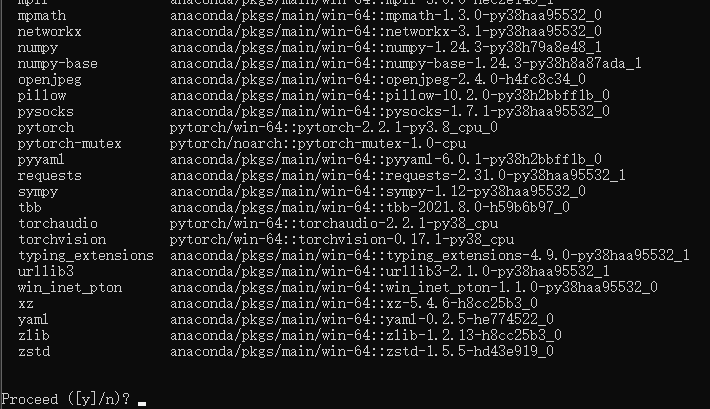 mpmath anaconda/pkgs/main/win-64::mpmath-1.3.0-py38haa95532_0
networkx anaconda/pkgs/main/win-64::networkx-3.1-py38haa95532_0
numpy anaconda/pkgs/main/win-64::numpy-1.24.3-py38h79a8e48_1
numpy-base anaconda/pkgs/main/win-64::numpy-base-1.24.3-py38h8a87ada_1
openjpeg anaconda/pkgs/main/win-64::openjpeg-2.4.0-h4fc8c34_0
pillow anaconda/pkgs/main/win-64::pillow-10.2.0-py38h2bbff1b_0
pysocks anaconda/pkgs/main/win-64::pysocks-1.7.1-py38haa95532_0
pytorch pytorch/win-64::pytorch-2.2.1-py3.8_cpu_0
pytorch-mutex pytorch/noarch::pytorch-mutex-1.0-cpu
pyyaml anaconda/pkgs/main/win-64::pyyaml-6.0.1-py38h2bbff1b_0
requests anaconda/pkgs/main/win-64::requests-2.31.0-py38haa95532_1
sympy anaconda/pkgs/main/win-64::sympy-1.12-py38haa95532_0
tbb anaconda/pkgs/main/win-64::tbb-2021.8.0-h59b6b97_0
torchaudio pytorch/win-64::torchaudio-2.2.1-py38_cpu
torchvision pytorch/win-64::torchvision-0.17.1-py38_cpu
typing_extensions anaconda/pkgs/main/win-64::typing_extensions-4.9.0-py38haa95532_1
urllib3 anaconda/pkgs/main/win-64::urllib3-2.1.0-py38haa95532_1
win_inet_pton anaconda/pkgs/main/win-64::win_inet_pton-1.1.0-py38haa95532_0
xz anaconda/pkgs/main/win-64::xz-5.4.6-h8cc25b3_0
yaml anaconda/pkgs/main/win-64::yaml-0.2.5-he774522_0
zlib anaconda/pkgs/main/win-64::zlib-1.2.13-h8cc25b3_0
zstd anaconda/pkgs/main/win-64::zstd-1.5.5-hd43e919_0
Proceed ([y]/n)?